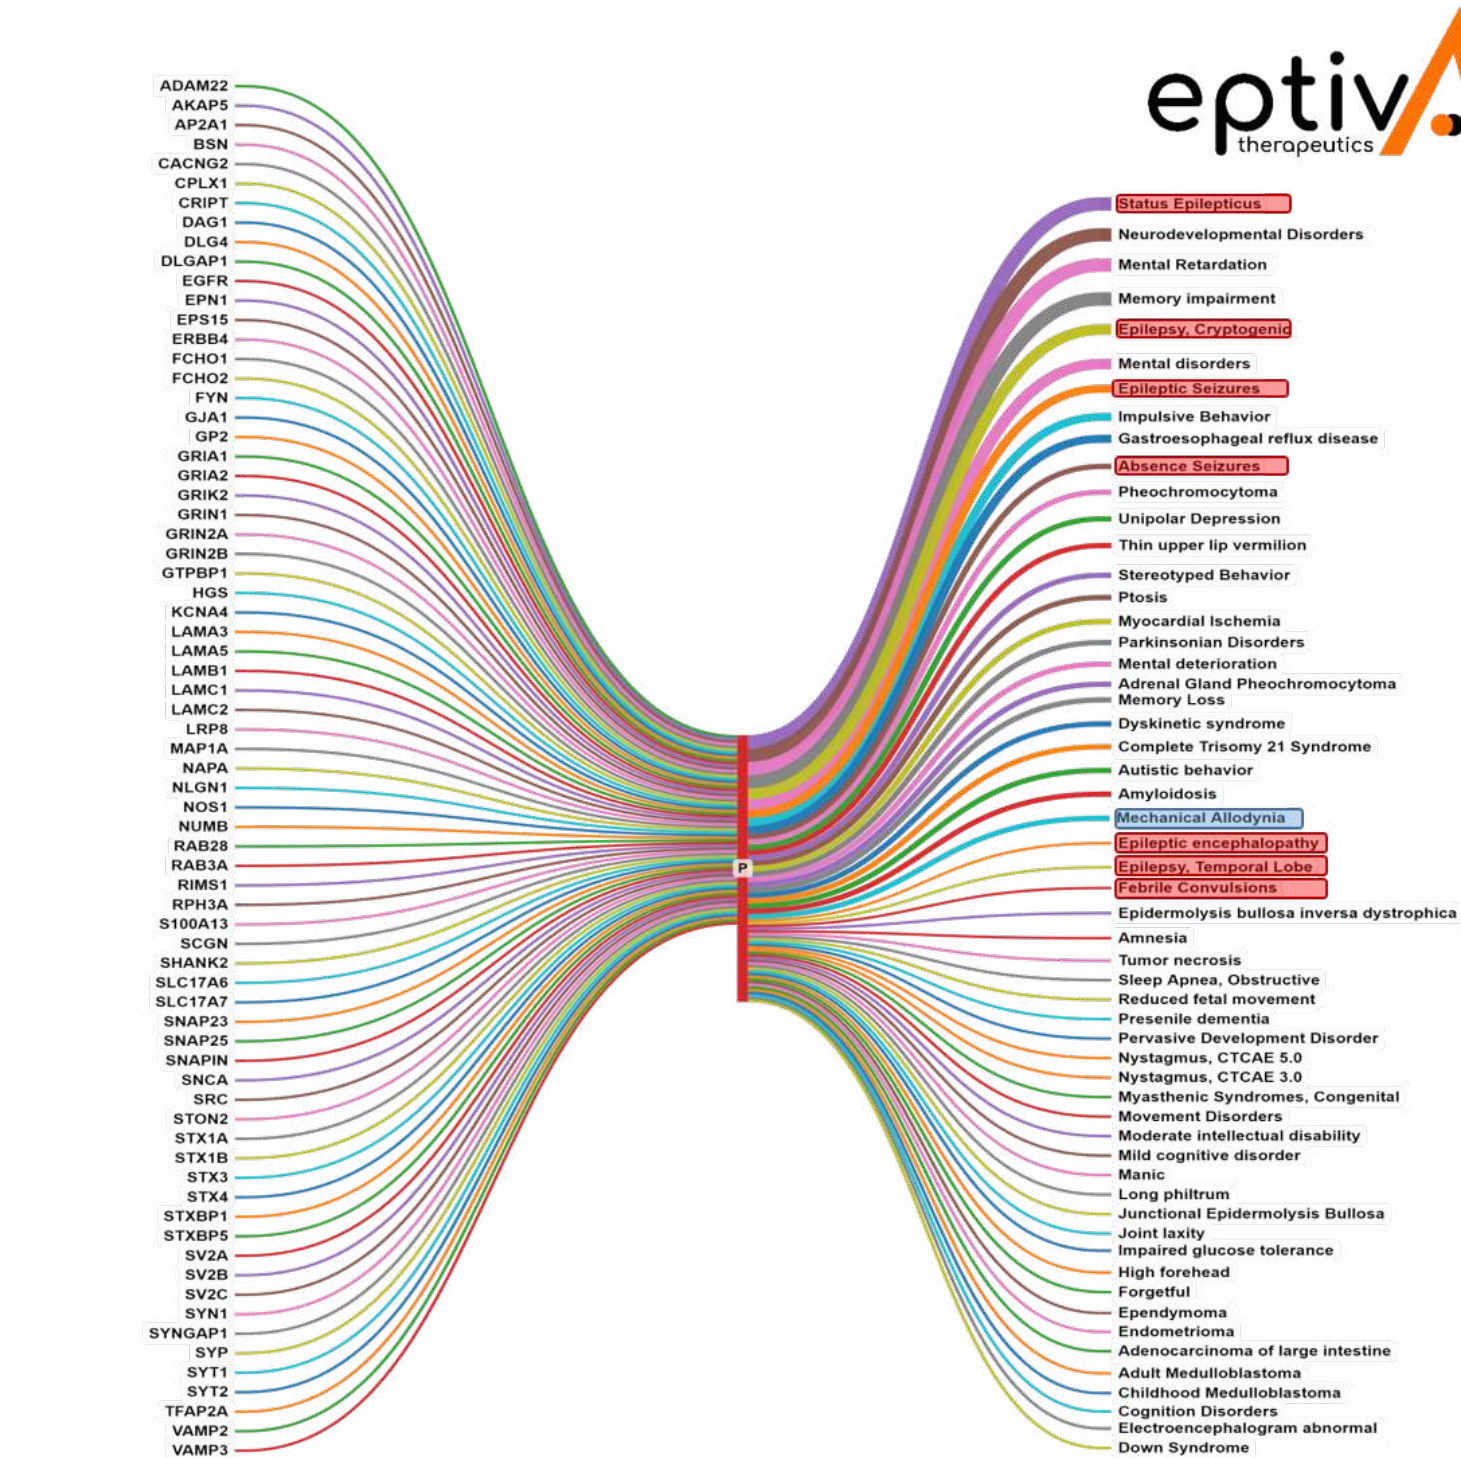 eptivA
therapeutics
ADAM22
AKAP5
AP2A1
BSN
CACNG2
CPLX1
CRIPT
DAG1
DLG4
DLGAP1
EGFR
EPN1
EPS15
ERBB4
FCHO1
FCHO2
FYN
GJA1
GP2
GRIA1
GRIA2
GRIK2
GRIN1
GRIN2A
GRIN2B
GTPBP1
HGS
KCNA4
LAMA3
LAMA5
LAMB1
LAMC1
LAMC2
LRP8
MAP1A
NAPA
NLGN1
NOS1
NUMB
RAB28
RAB3A
RIMS1
RPH3A
S100A13
SCGN
SHANK2
SLC17A6
SLC17A7
SNAP23
SNAP25
SNAPIN
SNCA
SRC
STON2
STX1A
STX1B
STX3
STX4
STXBP1
STXBP5
SV2A
SV2B
SV2C
SYN1
SYNGAP1
SYP
SYT1
SYT2
TFAP2A
VAMP2
VAMP3
P
Status Epilepticus
Neurodevelopmental Disorders
Mental Retardation
Memory impairment
Epilepsy, Cryptogenic
Mental disorders
Epileptic Seizures
Impulsive Behavior
Gastroesophageal reflux disease
Absence Seizures
Pheochromocytoma
Unipolar Depression
Thin upper lip vermilion
Stereotyped Behavior
Ptosis
Myocardial Ischemia
Parkinsonian Disorders
Mental deterioration
Adrenal Gland Pheochromocytoma
Memory Loss
Dyskinetic syndrome
Complete Trisomy 21 Syndrome
Autistic behavior
Amyloidosis
Mechanical Allodynia
Epileptic encephalopathy
Epilepsy, Temporal Lobe
Febrile Convulsions
Epidermolysis bullosa inversa dystrophica
Amnesia
Tumor necrosis
Sleep Apnea, Obstructive
Reduced fetal movement
Presenile dementia
Pervasive Development Disorder
Nystagmus, CTCAE 5.0
Nystagmus, CTCAE 3.0
Myasthenic Syndromes, Congenital
Movement Disorders
Moderate intellectual disability
Mild cognitive disorder
Manic
Long philtrum
Junctional Epidermolysis Bullosa
Joint laxity
Impaired glucose tolerance
High forehead
Forgetful
Ependymoma
Endometrioma
Adenocarcinoma of large intestine
Adult Medulloblastoma
Childhood Medulloblastoma
Cognition Disorders
Electroencephalogram abnormal
Down Syndrome